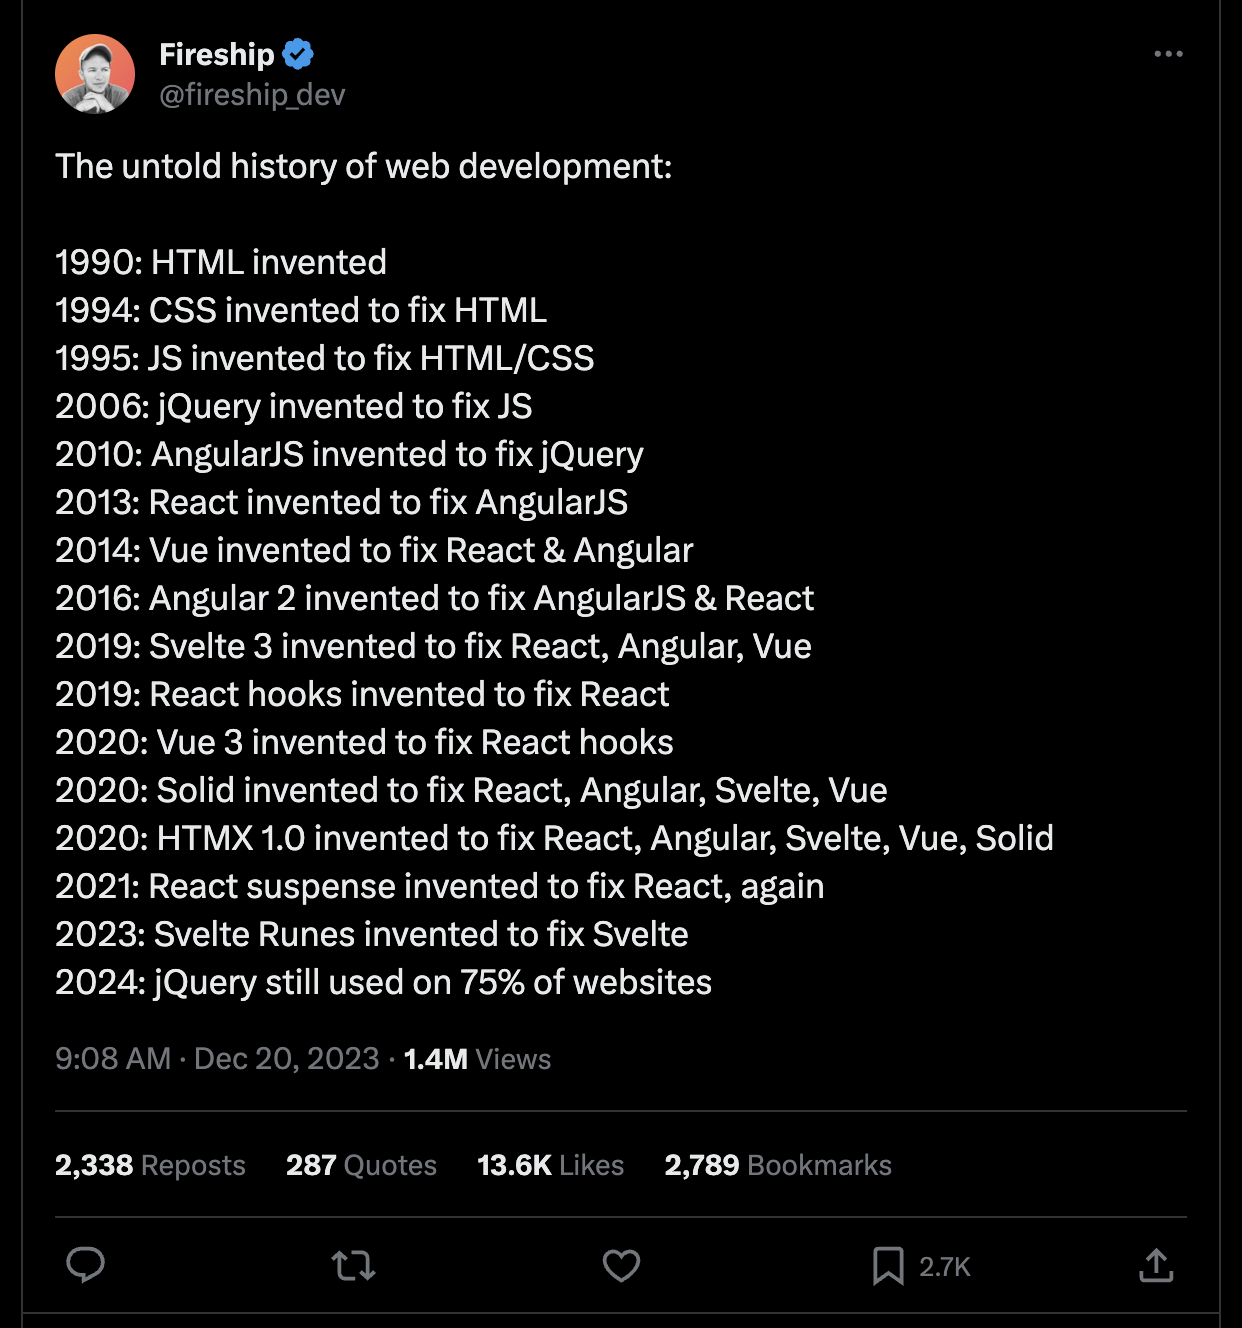 Fireship
@fireship_dev
The untold history of web development:
1990: HTML invented
1994: CSS invented to fix HTML
1995: JS invented to fix HTML/CSS
2006: jQuery invented to fix JS
2010: AngularJS invented to fix jQuery
2013: React invented to fix AngularJS
2014: Vue invented to fix React & Angular
2016: Angular 2 invented to fix AngularJS & React
2019: Svelte 3 invented to fix React, Angular, Vue
2019: React hooks invented to fix React
2020: Vue 3 invented to fix React hooks
2020: Solid invented to fix React, Angular, Svelte, Vue
2020: HTMX 1.0 invented to fix React, Angular, Svelte, Vue, Solid
2021: React suspense invented to fix React, again
2023: Svelte Runes invented to fix Svelte
2024: jQuery still used on 75% of websites
9:08 AM · Dec 20, 2023 · 1.4M Views
2,338 Reposts 287 Quotes 13.6K Likes 2,789 Bookmarks
2.7K